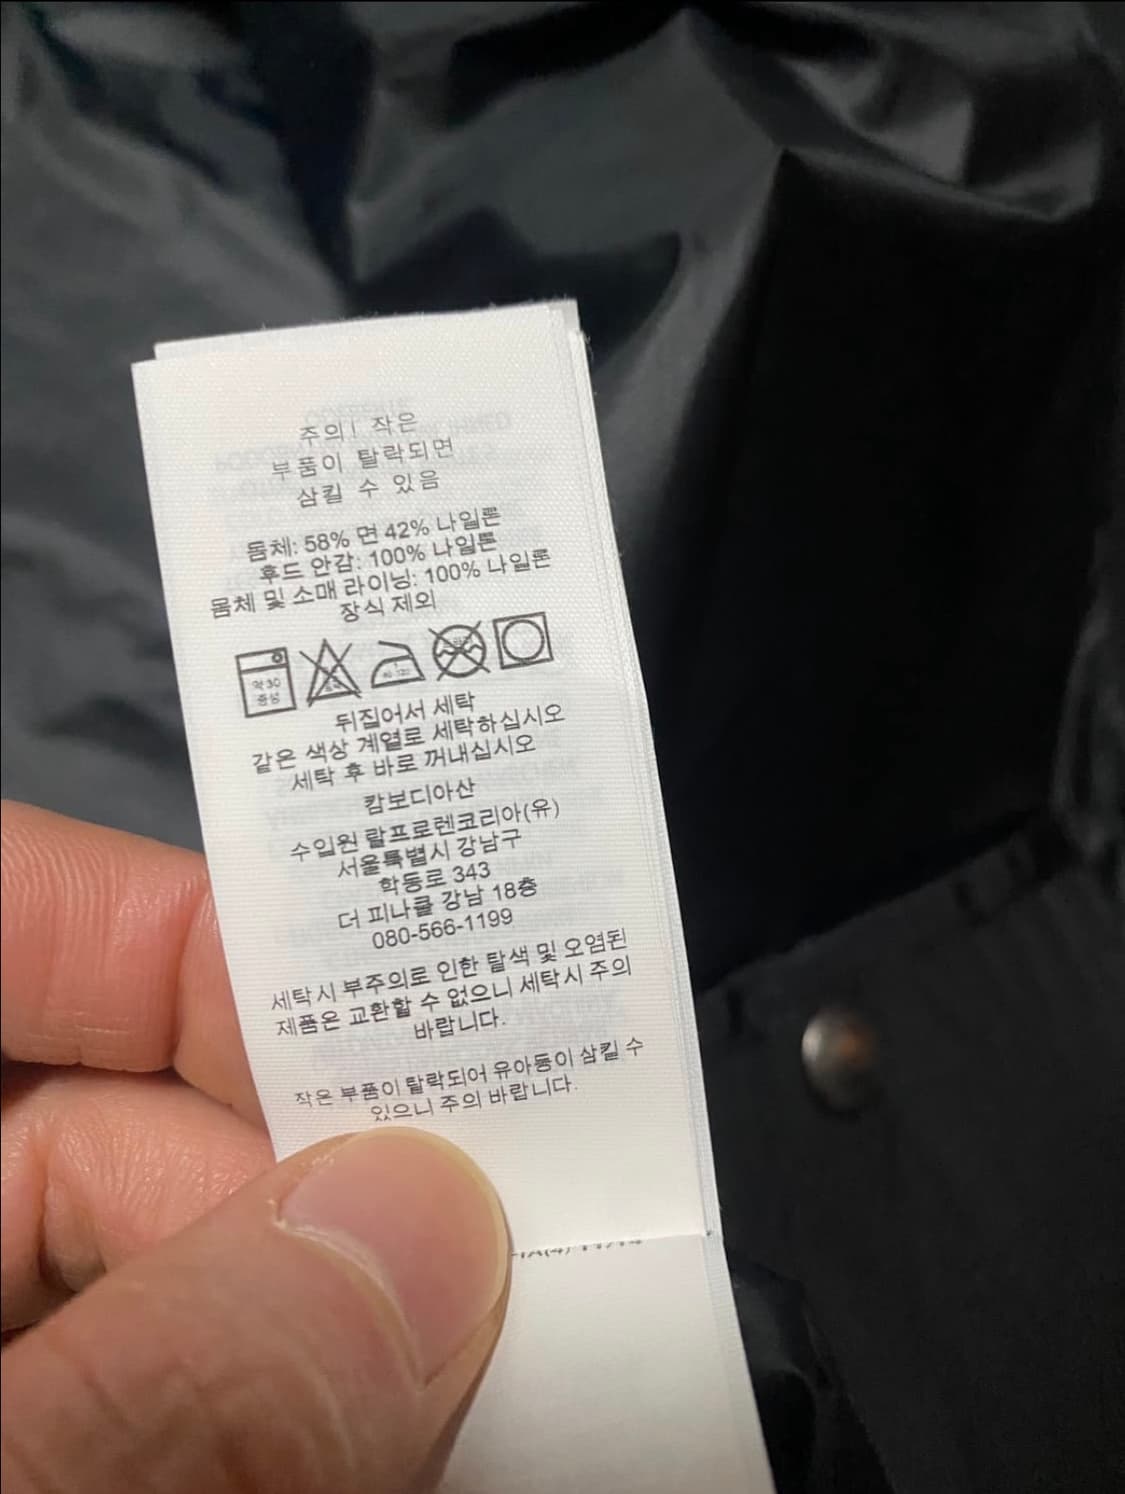 주의! 작은
부품이 탈락되면
삼킬 수 있음
몸체: 58% 면 42% 나일론
후드 안감: 100% 나일론
몸체 및 소매 라이닝: 100% 나일론
장식 제외
약 30
중성
뒤집어서 세탁
같은 색상 계열로 세탁하십시오
세탁 후 바로 꺼내십시오
캄보디아산
수입원 랄프로렌코리아(유)
서울특별시 강남구
학동로 343
더 피나클 강남 18층
080-566-1199
세탁시 부주의로 인한 탈색 및 오염된
제품은 교환할 수 없으니 세탁시 주의
바랍니다.
작은 부품이 탈락되어 유아등이 삼킬 수
있으니 주의 바랍니다.